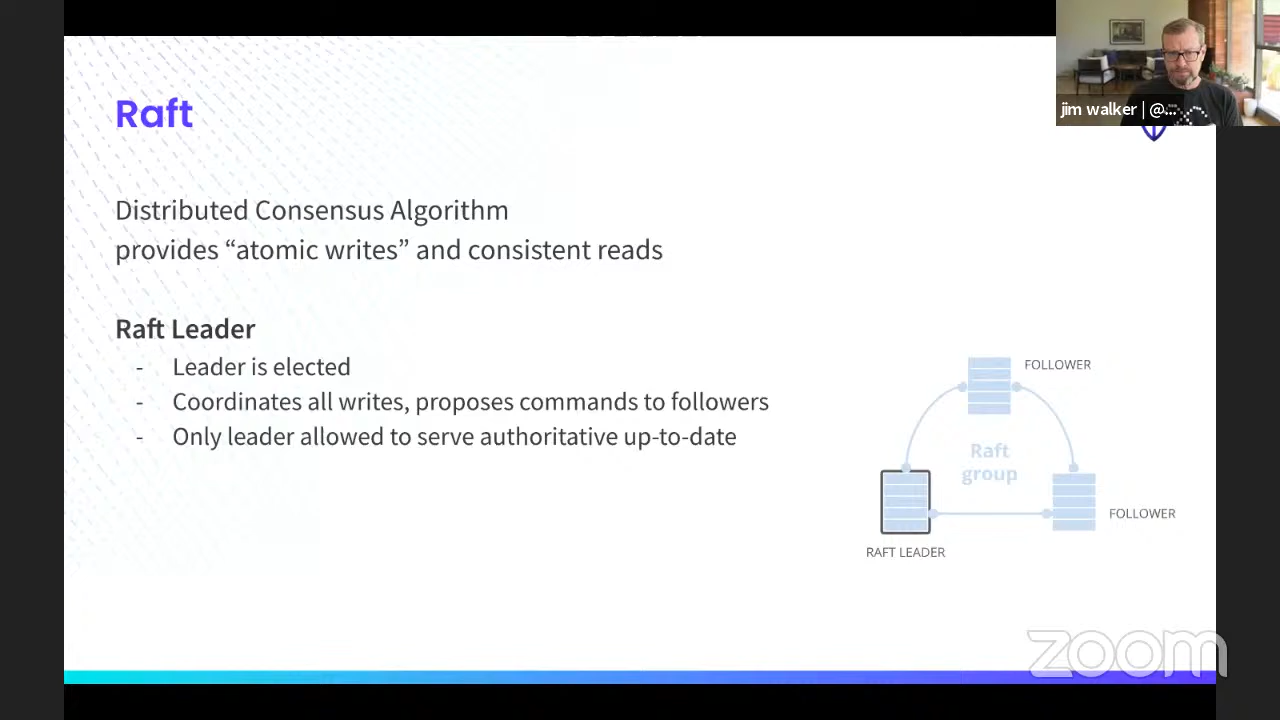 jim walker | @...
Raft
Distributed Consensus Algorithm
provides “atomic writes” and consistent reads
Raft Leader
- Leader is elected
- Coordinates all writes, proposes commands to followers
- Only leader allowed to serve authoritative up-to-date
FOLLOWER
Raft
group
FOLLOWER
RAFT LEADER
zoom